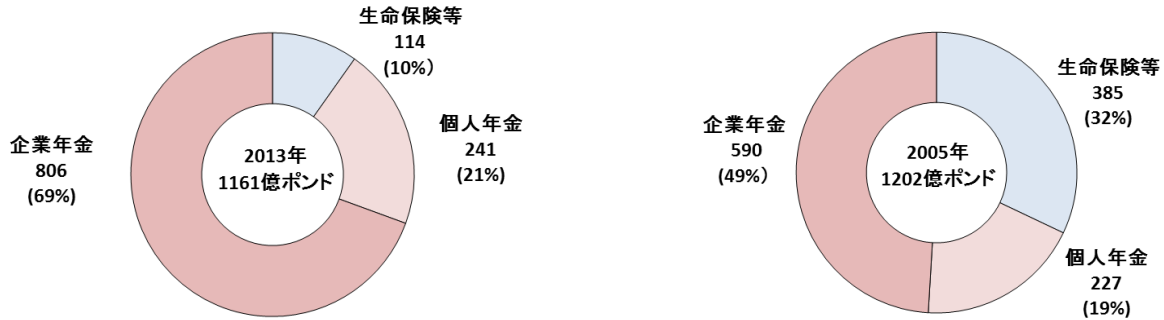 生命保険等
114
(10%）
個人年金
241
(21%)
企業年金
806
(69%)
2013年
1161億ポンド
生命保険等
385
(32%)
個人年金
227
(19%)
企業年金
590
(49%）
2005年
1202億ポンド